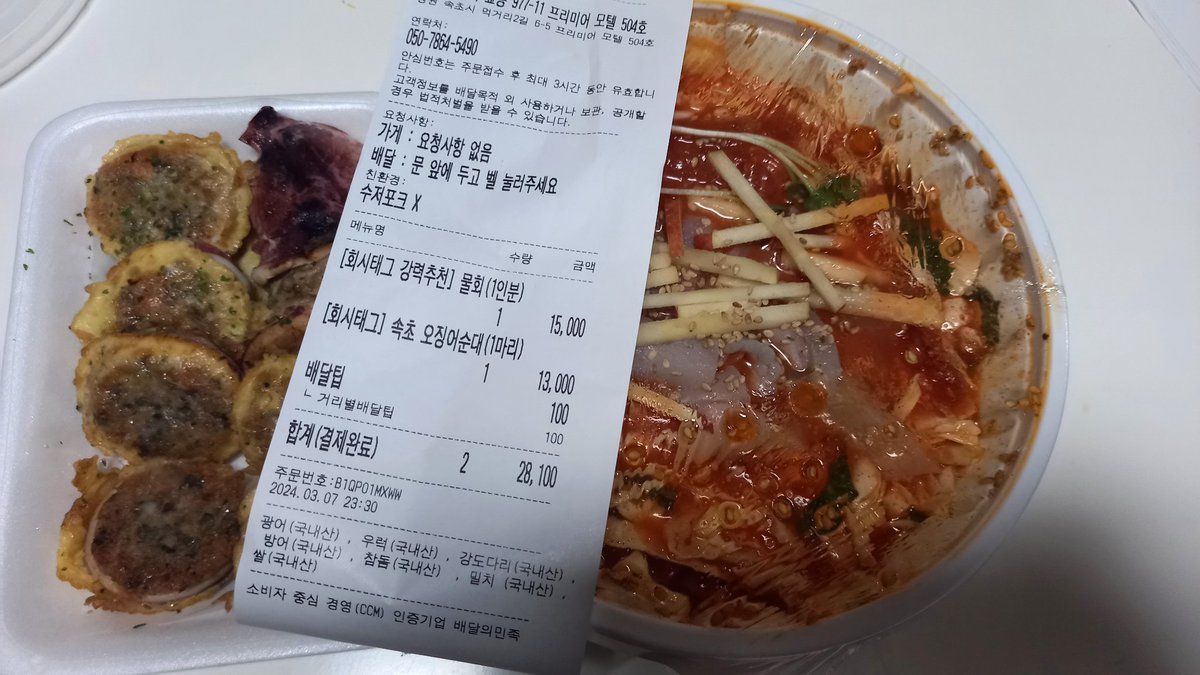 977-11 프리미어 모텔 504호
속초시 먹거리2길 6-5 프리미어 모텔 504호
연락처:
050-7864-5490
안심번호는 주문접수 후 최대 3시간 동안 유효합니
다.
고객정보를 배달목적 외 사용하거나 보관, 공개할
경우 법적처벌을 받을 수 있습니다.
요청사항:
가게 : 요청사항 없음
배달 : 문 앞에 두고 벨 눌러주세요
친환경:
수저포크 X
메뉴명 수량 금액
[회시태그 강력추천] 물회(1인분)
1 15,000
[회시태그] 속초 오징어순대(1마리)
1 13,000
배달팁 100
ㄴ 거리별배달팁 100
합계(결제완료) 2 28,100
주문번호:B1QP01MXWW
2024.03.07 23:30
광어(국내산) , 우럭(국내산) , 강도다리(국내산) ,
방어(국내산) , 참돔(국내산) , 밀치 (국내산) ,
쌀(국내산)
소비자 중심 경영(CCM) 인증기업 배달의민족